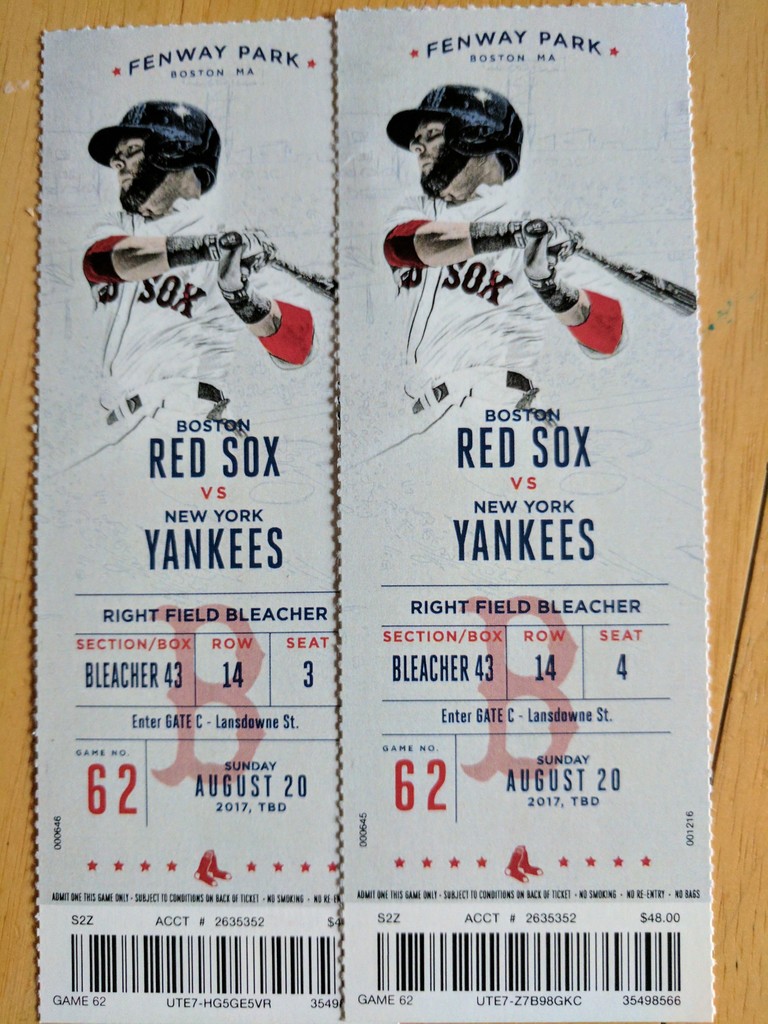 FENWAY PARK
BOSTON MA
SOX
BOSTON
RED SOX
VS
NEW YORK
YANKEES
RIGHT FIELD BLEACHER
SECTION/BOX ROW SEAT
BLEACHER 43 14 3
Enter GATE C - Lansdowne St.
GAME NO.
62
SUNDAY
AUGUST 20
2017, TBD
000646
B
ADMIT ONE THIS GAME ONLY • SUBJECT TO CONDITIONS ON BACK OF TICKET • NO SMOKING • NO RE-E
S2Z ACCT # 2635352 $4
GAME 62 UTE7-HG5GE5VR 3549
FENWAY PARK
BOSTON MA
SOX
BOSTON
RED SOX
VS
NEW YORK
YANKEES
RIGHT FIELD BLEACHER
SECTION/BOX ROW SEAT
BLEACHER 43 14 4
Enter GATE C - Lansdowne St.
GAME NO.
62
SUNDAY
AUGUST 20
2017, TBD
000645
001216
B
ADMIT ONE THIS GAME ONLY • SUBJECT TO CONDITIONS ON BACK OF TICKET • NO SMOKING • NO RE-ENTRY • NO BAGS
S2Z ACCT # 2635352 $48.00
GAME 62 UTE7-Z7B98GKC 35498566